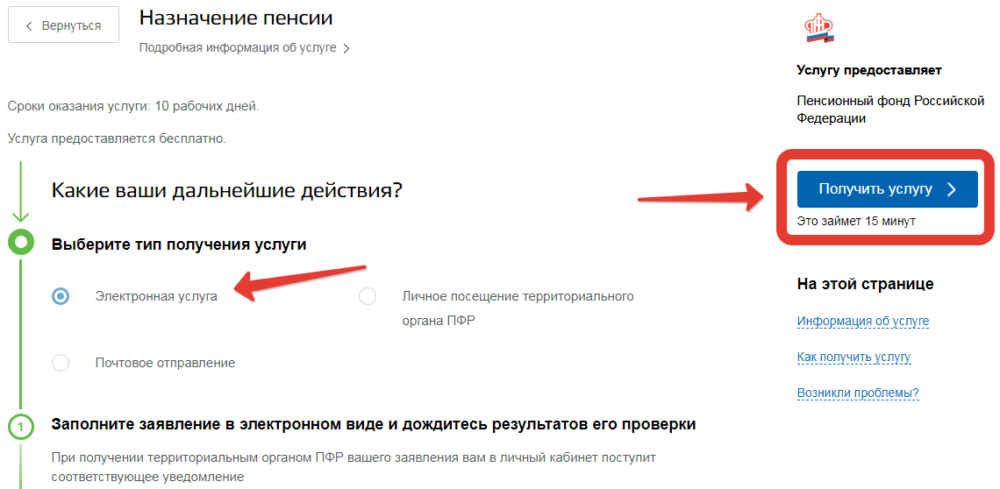 Вернуться
Назначение пенсии
Подробная информация об услуге
Сроки оказания услуги: 10 рабочих дней.
Услуга предоставляется бесплатно.
Какие ваши дальнейшие действия?
Выберите тип получения услуги
Электронная услуга
Личное посещение территориального
органа ПФР
Почтовое отправление
1
Заполните заявление в электронном виде и дождитесь результатов его проверки
При получении территориальным органом ПФР вашего заявления вам в личный кабинет поступит
соответствующее уведомление
ПФР
Услугу предоставляет
Пенсионный фонд Российской
Федерации
Получить услугу
Это займет 15 минут
На этой странице
Информация об услуге
Как получить услугу
Возникли проблемы?